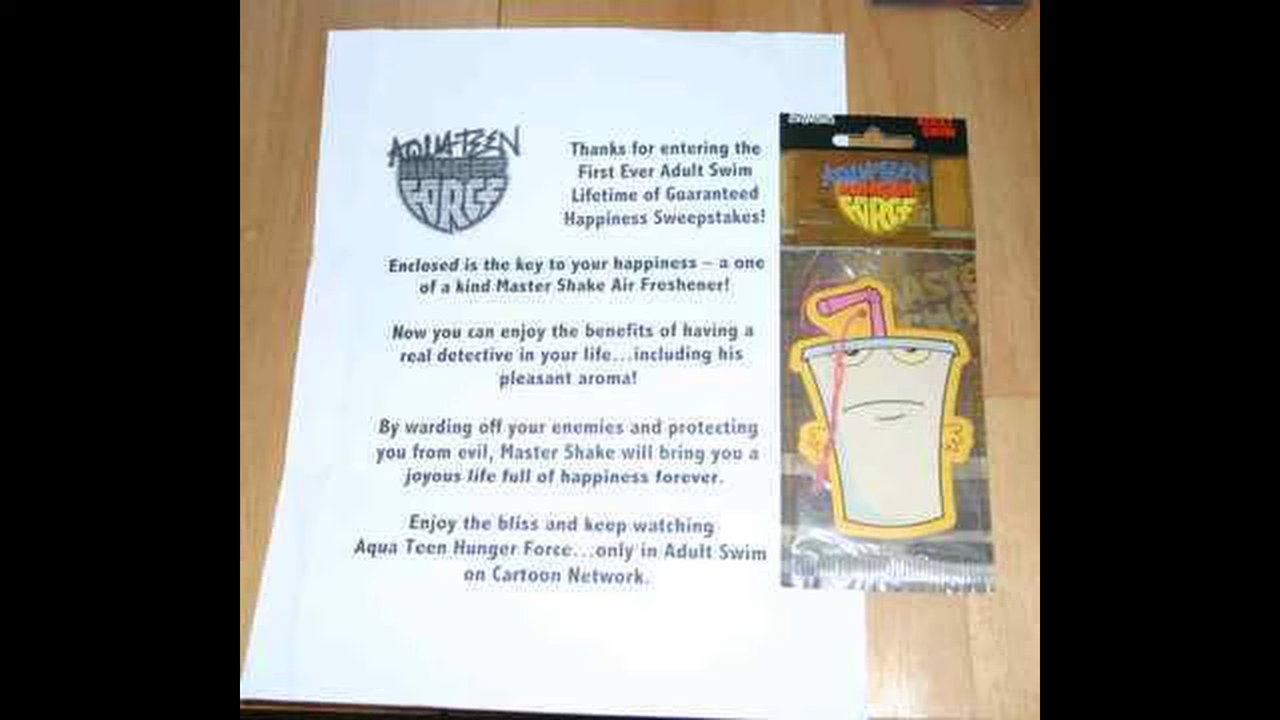 AQUA TEEN
HUNGER
FORCE
Thanks for entering the
First Ever Adult Swim
Lifetime of Guaranteed
Happiness Sweepstakes!
Enclosed is the key to your happiness – a one
of a kind Master Shake Air Freshener!
Now you can enjoy the benefits of having a
real detective in your life...including his
pleasant aroma!
By warding off your enemies and protecting
you from evil, Master Shake will bring you a
joyous life full of happiness forever.
Enjoy the bliss and keep watching
Aqua Teen Hunger Force...only in Adult Swim
on Cartoon Network.
ADULT
SWIM
AQUA TEEN
HUNGER
FORCE